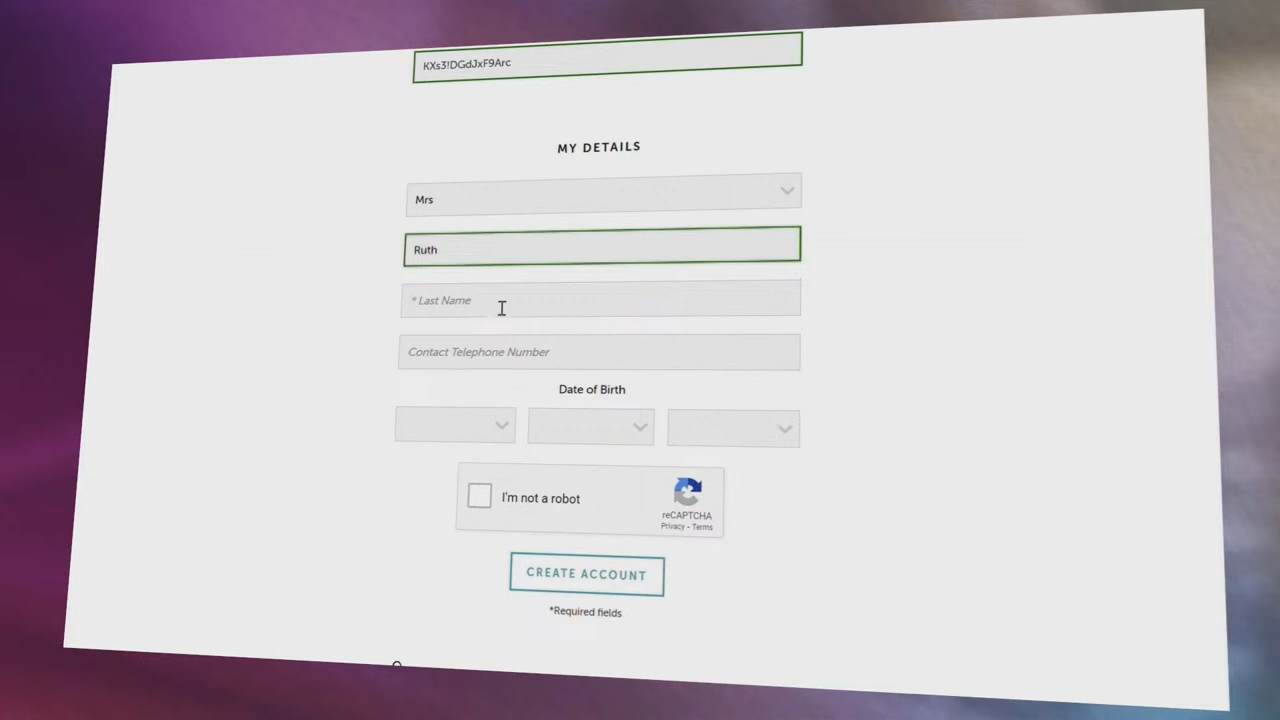 KXs3!DGdJxF9Arc
MY DETAILS
Mrs
Ruth
* Last Name
Contact Telephone Number
Date of Birth
I'm not a robot
reCAPTCHA
Privacy - Terms
CREATE ACCOUNT
*Required fields